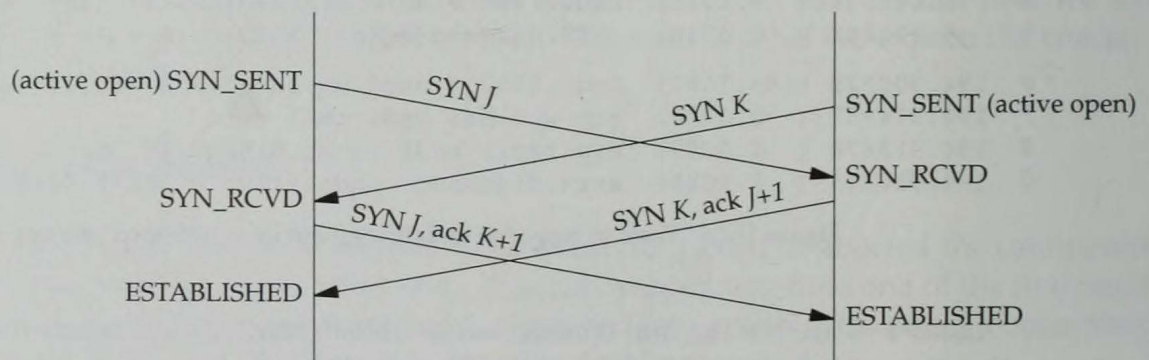 (active open) SYN_SENT
SYN J
SYN K
SYN_SENT (active open)
SYN_RCVD
SYN_RCVD
SYN J, ack K+1
SYN K, ack J+1
ESTABLISHED
ESTABLISHED